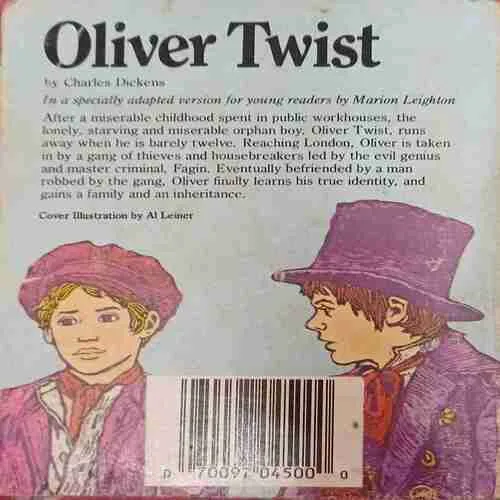 Oliver Twist
by Charles Dickens
In a specially adapted version for young readers by Marion Leighton
After a miserable childhood spent in public workhouses, the
lonely, starving and miserable orphan boy, Oliver Twist, runs
away when he is barely twelve. Reaching London, Oliver is taken
in by a gang of thieves and housebreakers led by the evil genius
and master criminal, Fagin. Eventually befriended by a man
robbed by the gang, Oliver finally learns his true identity, and
gains a family and an inheritance.
Cover Illustration by Al Leiner
0 70097 04500 0